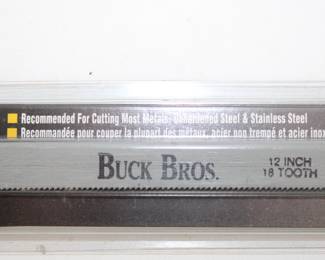 Recommended For Cutting Most Metals, Unhardened Steel & Stainless Steel
Recommandée pour couper la plupart des métaux, acier non trempé et acier inox
BUCK BROS.
12 INCH
18 TOOTH